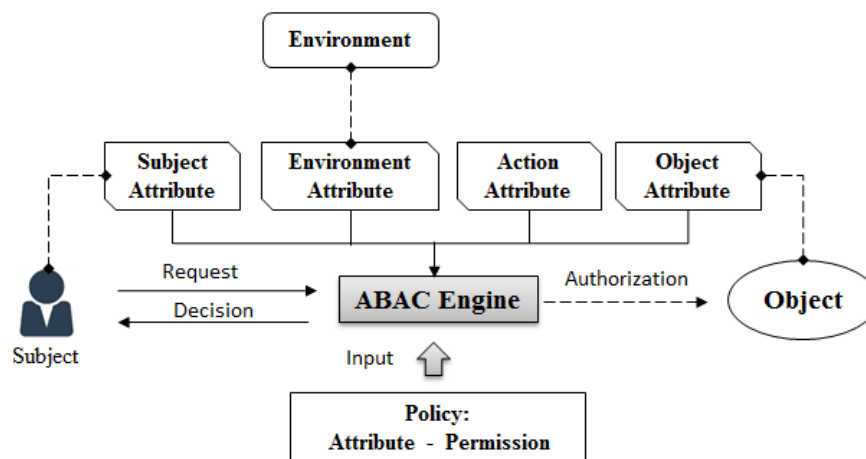 Environment
Subject
Attribute
Environment
Attribute
Action
Attribute
Object
Attribute
Request
Decision
Subject
ABAC Engine
Authorization
Object
Input
Policy:
Attribute - Permission